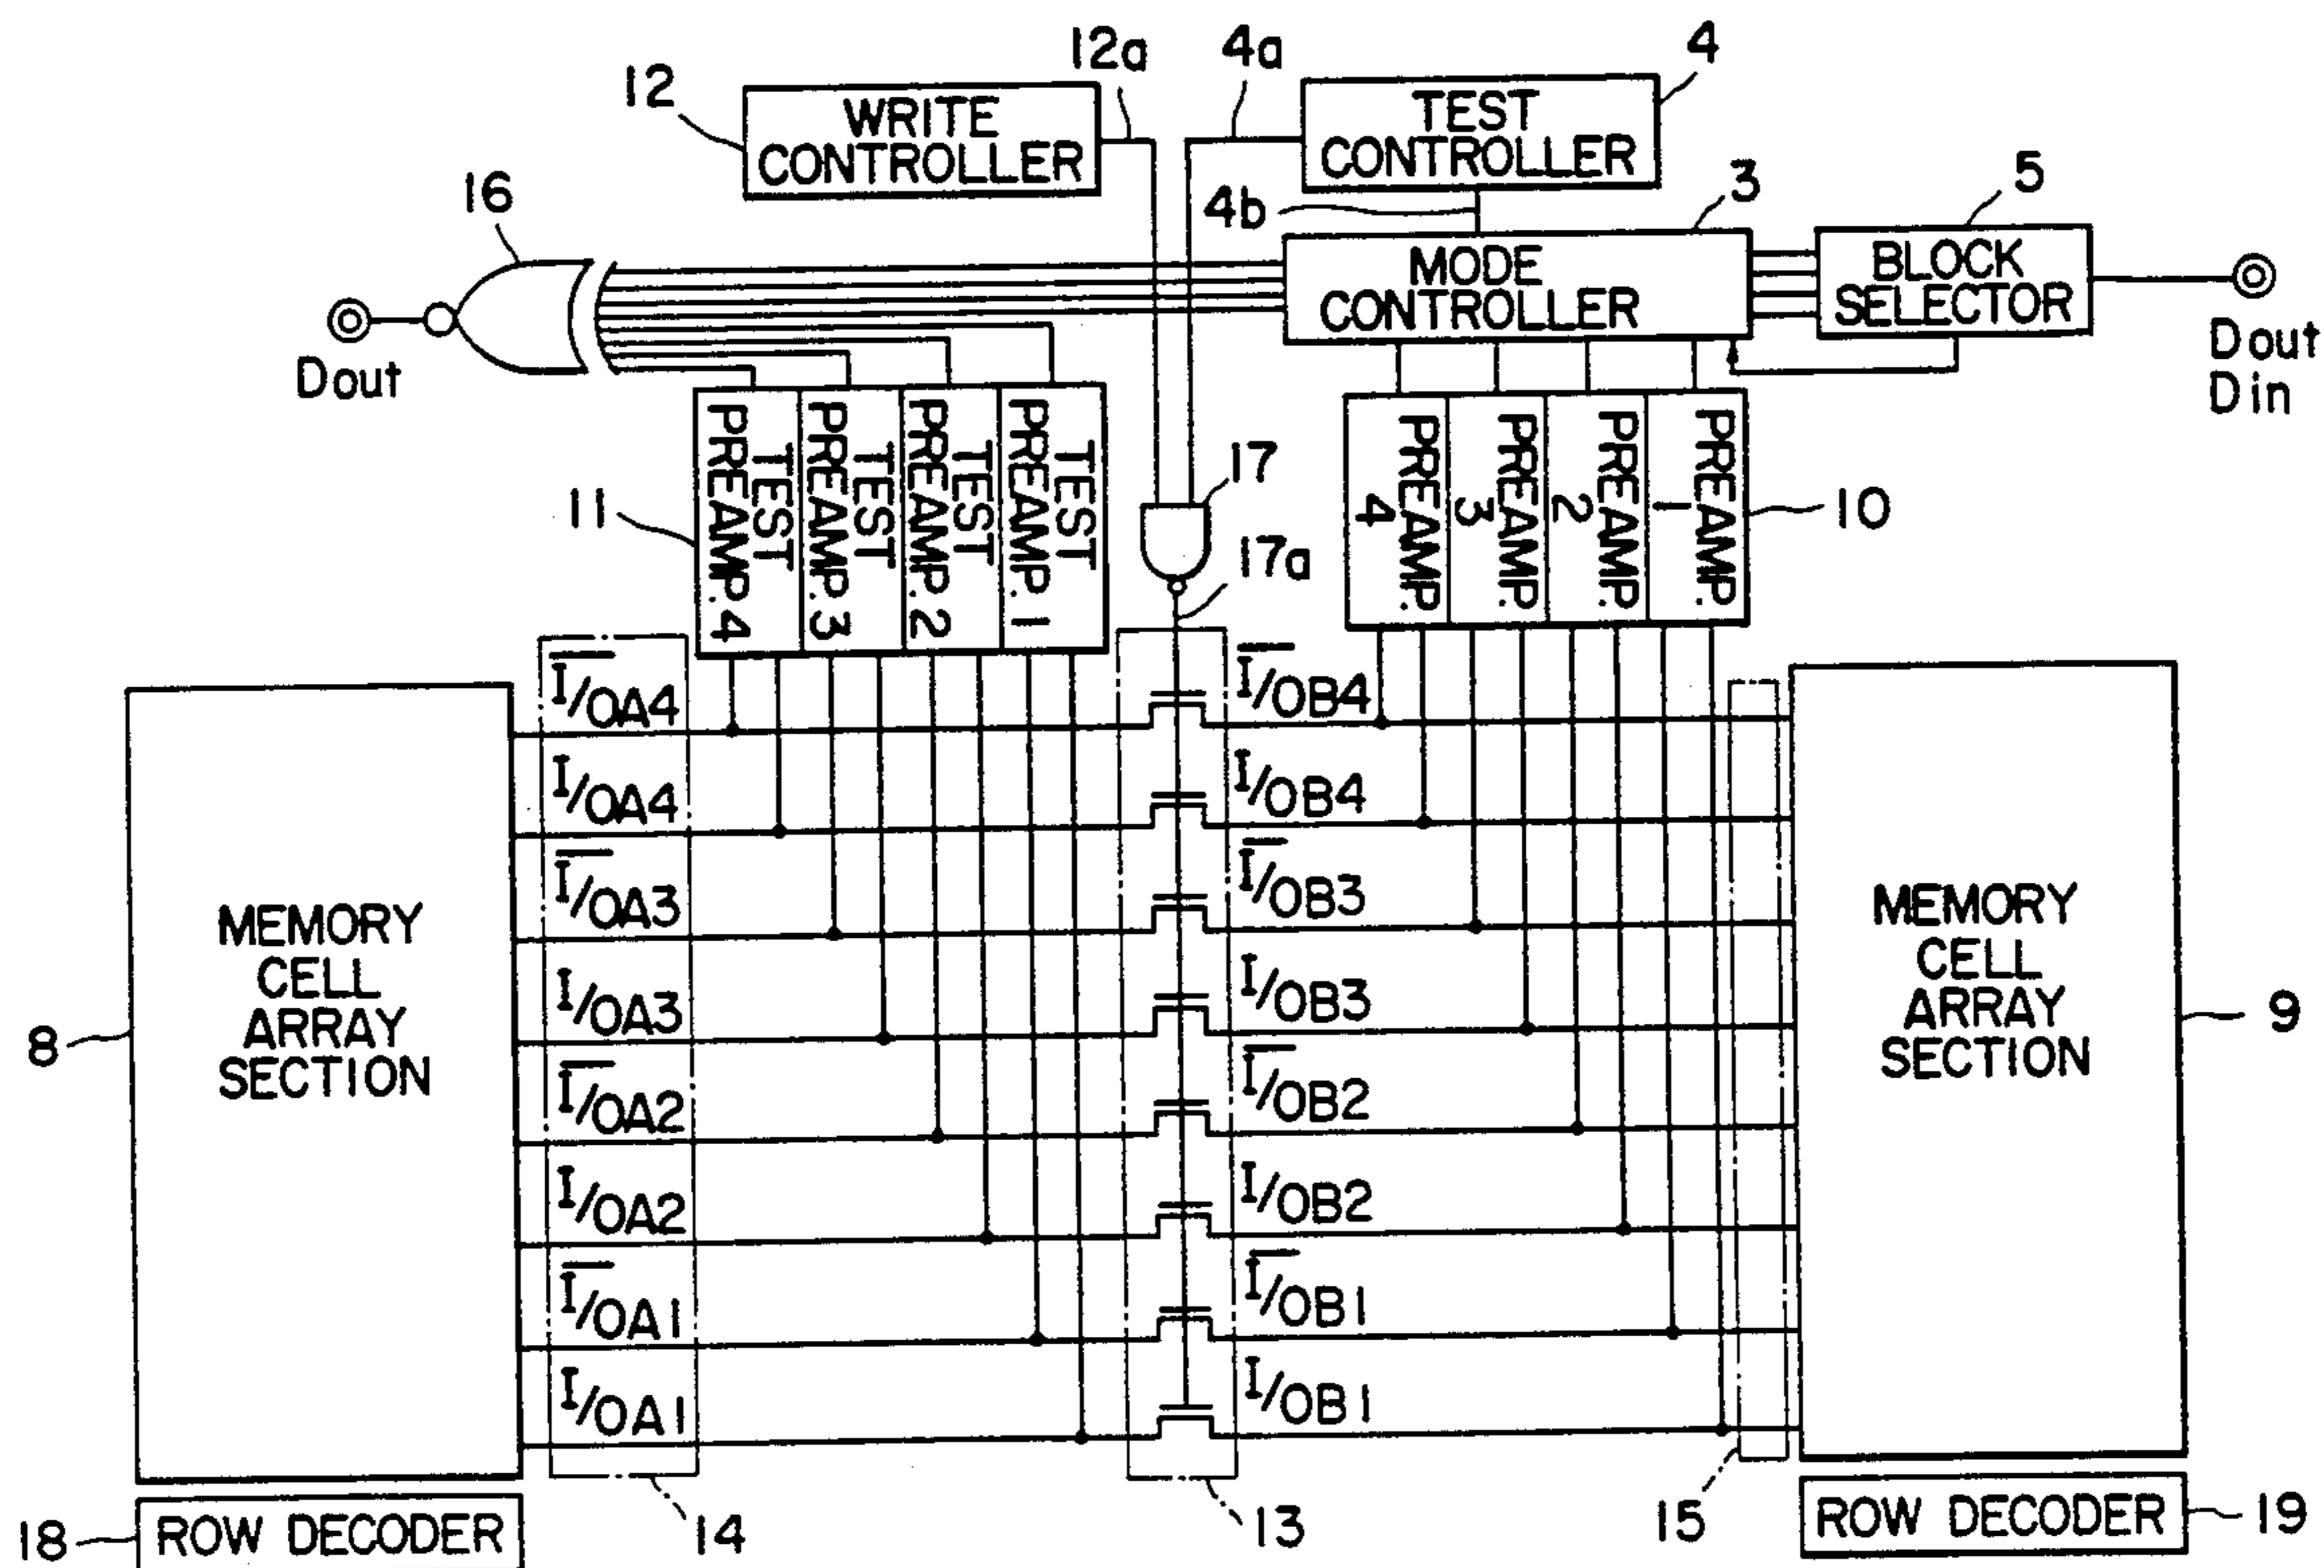 12
WRITE
CONTROLLER
12a
4a
TEST
CONTROLLER
4
4b
16
MODE
CONTROLLER
3
BLOCK
SELECTOR
5
Dout
Dout
Din
TEST
PREAMP.4
TEST
PREAMP.3
TEST
PREAMP.2
TEST
PREAMP.1
11
17
17a
PREAMP.
4
PREAMP.
3
PREAMP.
2
PREAMP.
1
10
I̅/OA4
I/OA4
I̅/OA3
I/OA3
I̅/OA2
I/OA2
I̅/OA1
I/OA1
I̅/OB4
I/OB4
I̅/OB3
I/OB3
I̅/OB2
I/OB2
I̅/OB1
I/OB1
MEMORY
CELL
ARRAY
SECTION
8
MEMORY
CELL
ARRAY
SECTION
9
14
13
15
18
ROW DECODER
ROW DECODER
19